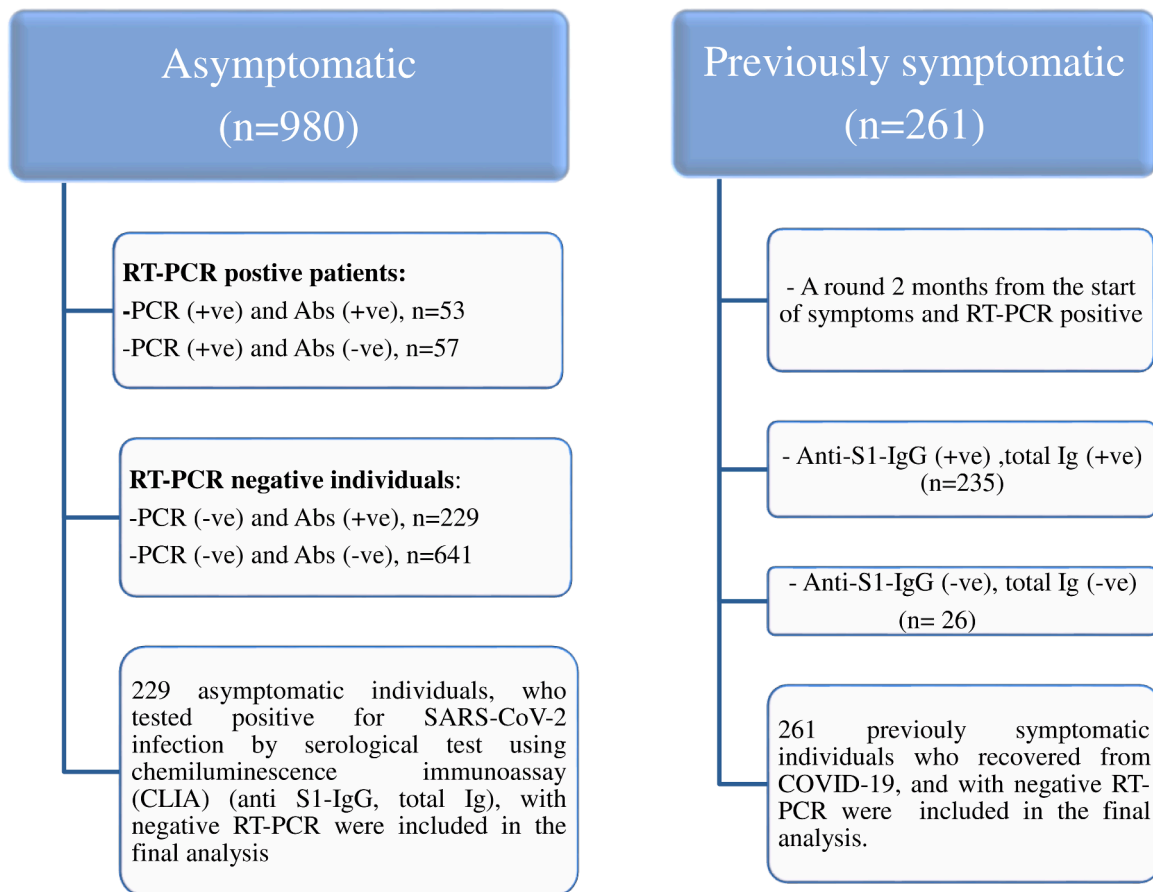 Asymptomatic
(n=980)
RT-PCR postive patients:
-PCR (+ve) and Abs (+ve), n=53
-PCR (+ve) and Abs (-ve), n=57
RT-PCR negative individuals:
-PCR (-ve) and Abs (+ve), n=229
-PCR (-ve) and Abs (-ve), n=641
229 asymptomatic individuals, who
tested positive for SARS-CoV-2
infection by serological test using
chemiluminescence immunoassay
(CLIA) (anti S1-IgG, total Ig), with
negative RT-PCR were included in the
final analysis
Previously symptomatic
(n=261)
- A round 2 months from the start
of symptoms and RT-PCR positive
- Anti-S1-IgG (+ve) ,total Ig (+ve)
(n=235)
- Anti-S1-IgG (-ve), total Ig (-ve)
(n= 26)
261 previouly symptomatic
individuals who recovered from
COVID-19, and with negative RT-
PCR were included in the final
analysis.